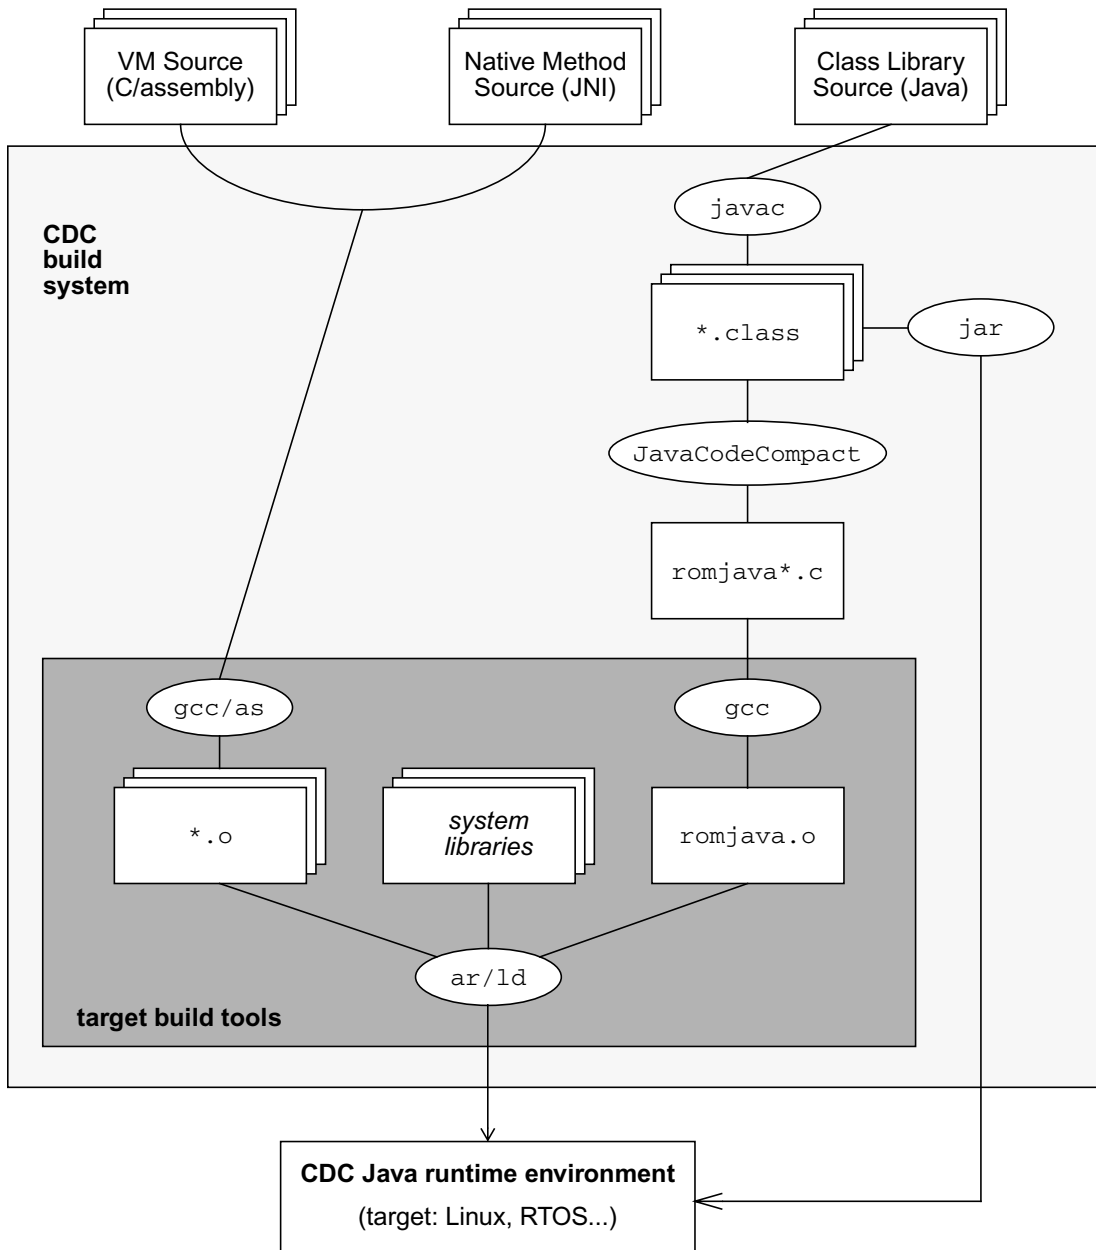 VM Source
(C/assembly)
Native Method
Source (JNI)
Class Library
Source (Java)
CDC
build
system
javac
*.class
jar
JavaCodeCompact
romjava*.c
gcc/as
gcc
*.o
system
libraries
romjava.o
ar/ld
target build tools
CDC Java runtime environment
(target: Linux, RTOS...)